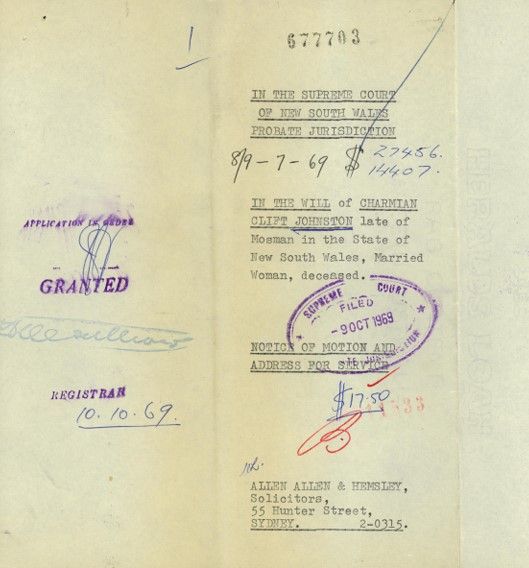 1
677703
IN THE SUPREME COURT
OF NEW SOUTH WALES
PROBATE JURISDICTION
8/9-7-69 $ 27456.
14407.
IN THE WILL of CHARMIAN
CLIFT JOHNSTON late of
Mosman in the State of
New South Wales, Married
Woman, deceased.
SUPREME COURT
FILED
-9 OCT 1969
JURISDICTION
NOTICE OF MOTION AND
ADDRESS FOR SERVICE
$17.50
ALLEN ALLEN & HEMSLEY,
Solicitors,
55 Hunter Street,
SYDNEY. 2-0315.
APPLICATION IN ORDER
GRANTED
REGISTRAR
10.10.69.